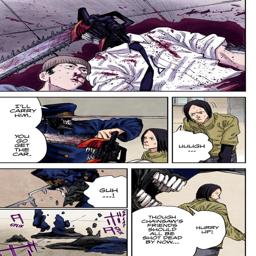 I'LL
CARRY
HIM.
YOU
GO
GET
THE
CAR.
UUUGH
...
GUH
...!
THOUGH
CHAINSAW'S
FRIENDS
SHOULD
ALL BE
SHOT DEAD
BY NOW...
HURRY
UP!